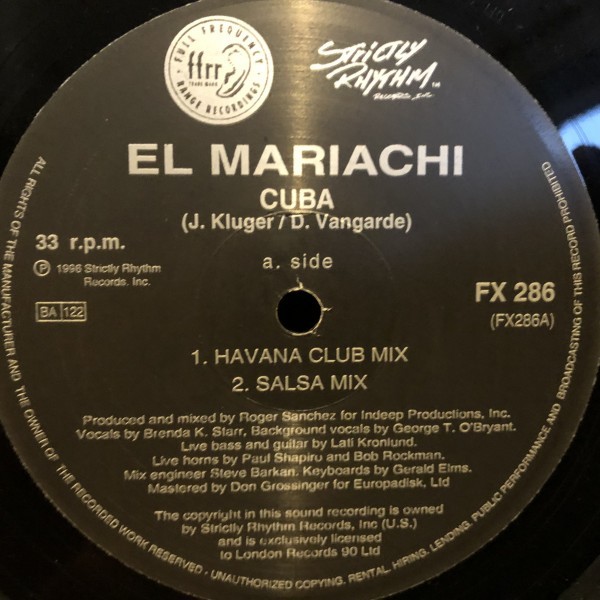 FULL FREQUENCY
ffrr
TRADE MARK
RANGE RECORDINGS
STRICTLY
RHYTHM
TM
RECORDS INC.
EL MARIACHI
CUBA
(J. Kluger / D. Vangarde)
33 r.p.m.
a. side
℗ 1996 Strictly Rhythm
Records. Inc.
BA 122
FX 286
(FX286A)
1. HAVANA CLUB MIX
2. SALSA MIX
Produced and mixed by Roger Sanchez for Indeep Productions, Inc.
Vocals by Brenda K. Starr, Background vocals by George T. O'Bryant.
Live bass and guitar by Lati Kronlund.
Live horns by Paul Shapiru and Bob Rockman.
Mix engineer Steve Barkan. Keyboards by Gerald Elms.
Mastered by Don Grossinger for Europadisk, Ltd
The copyright in this sound recording is owned
by Strictly Rhythm Records, Inc (U.S.)
and is exclusively licensed
to London Records 90 Ltd
ALL RIGHTS OF THE MANUFACTURER AND THE OWNER OF THE RECORDED WORK RESERVED - UNAUTHORIZED COPYING. RENTAL. HIRING. LENDING. PUBLIC PERFORMANCE AND BROADCASTING OF THIS RECORD PROHIBITED